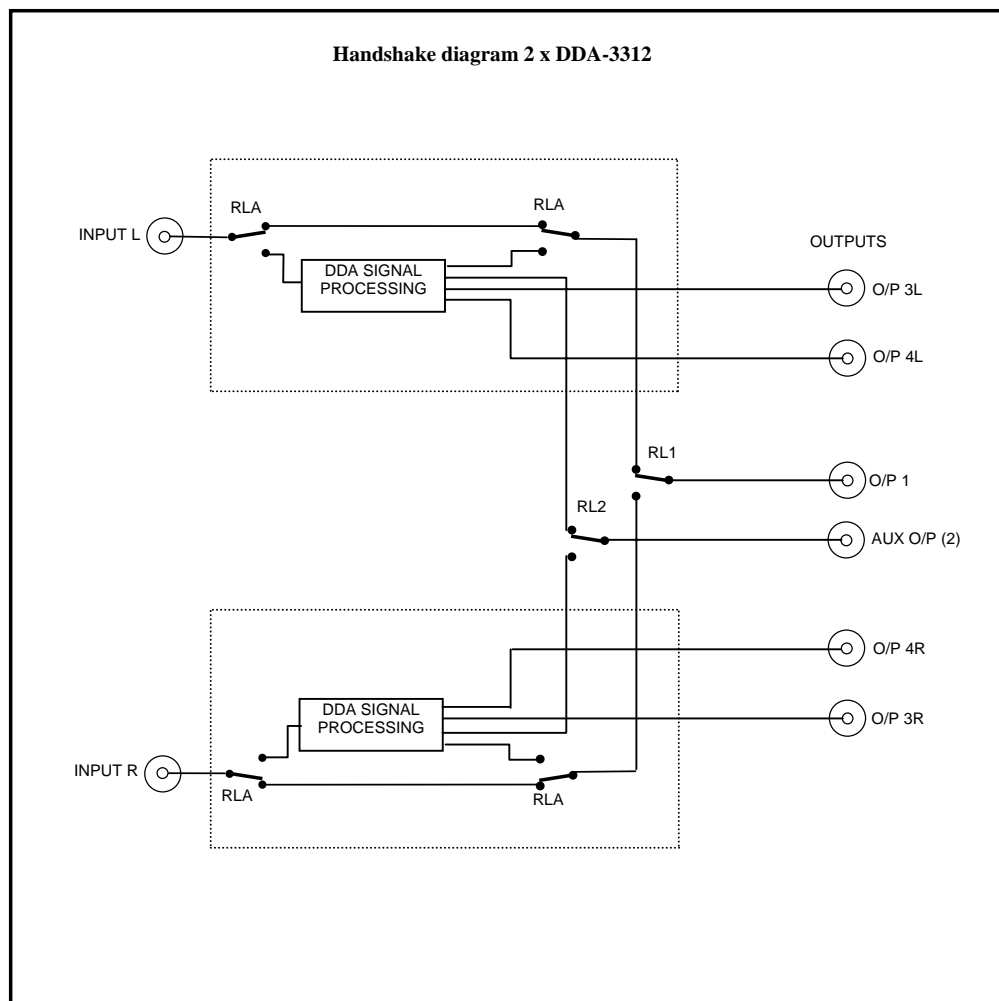 Handshake diagram 2 x DDA-3312
RLA
RLA
INPUT L
OUTPUTS
DDA SIGNAL
PROCESSING
O/P 3L
O/P 4L
RL1
O/P 1
RL2
AUX O/P (2)
O/P 4R
DDA SIGNAL
PROCESSING
O/P 3R
INPUT R
RLA
RLA